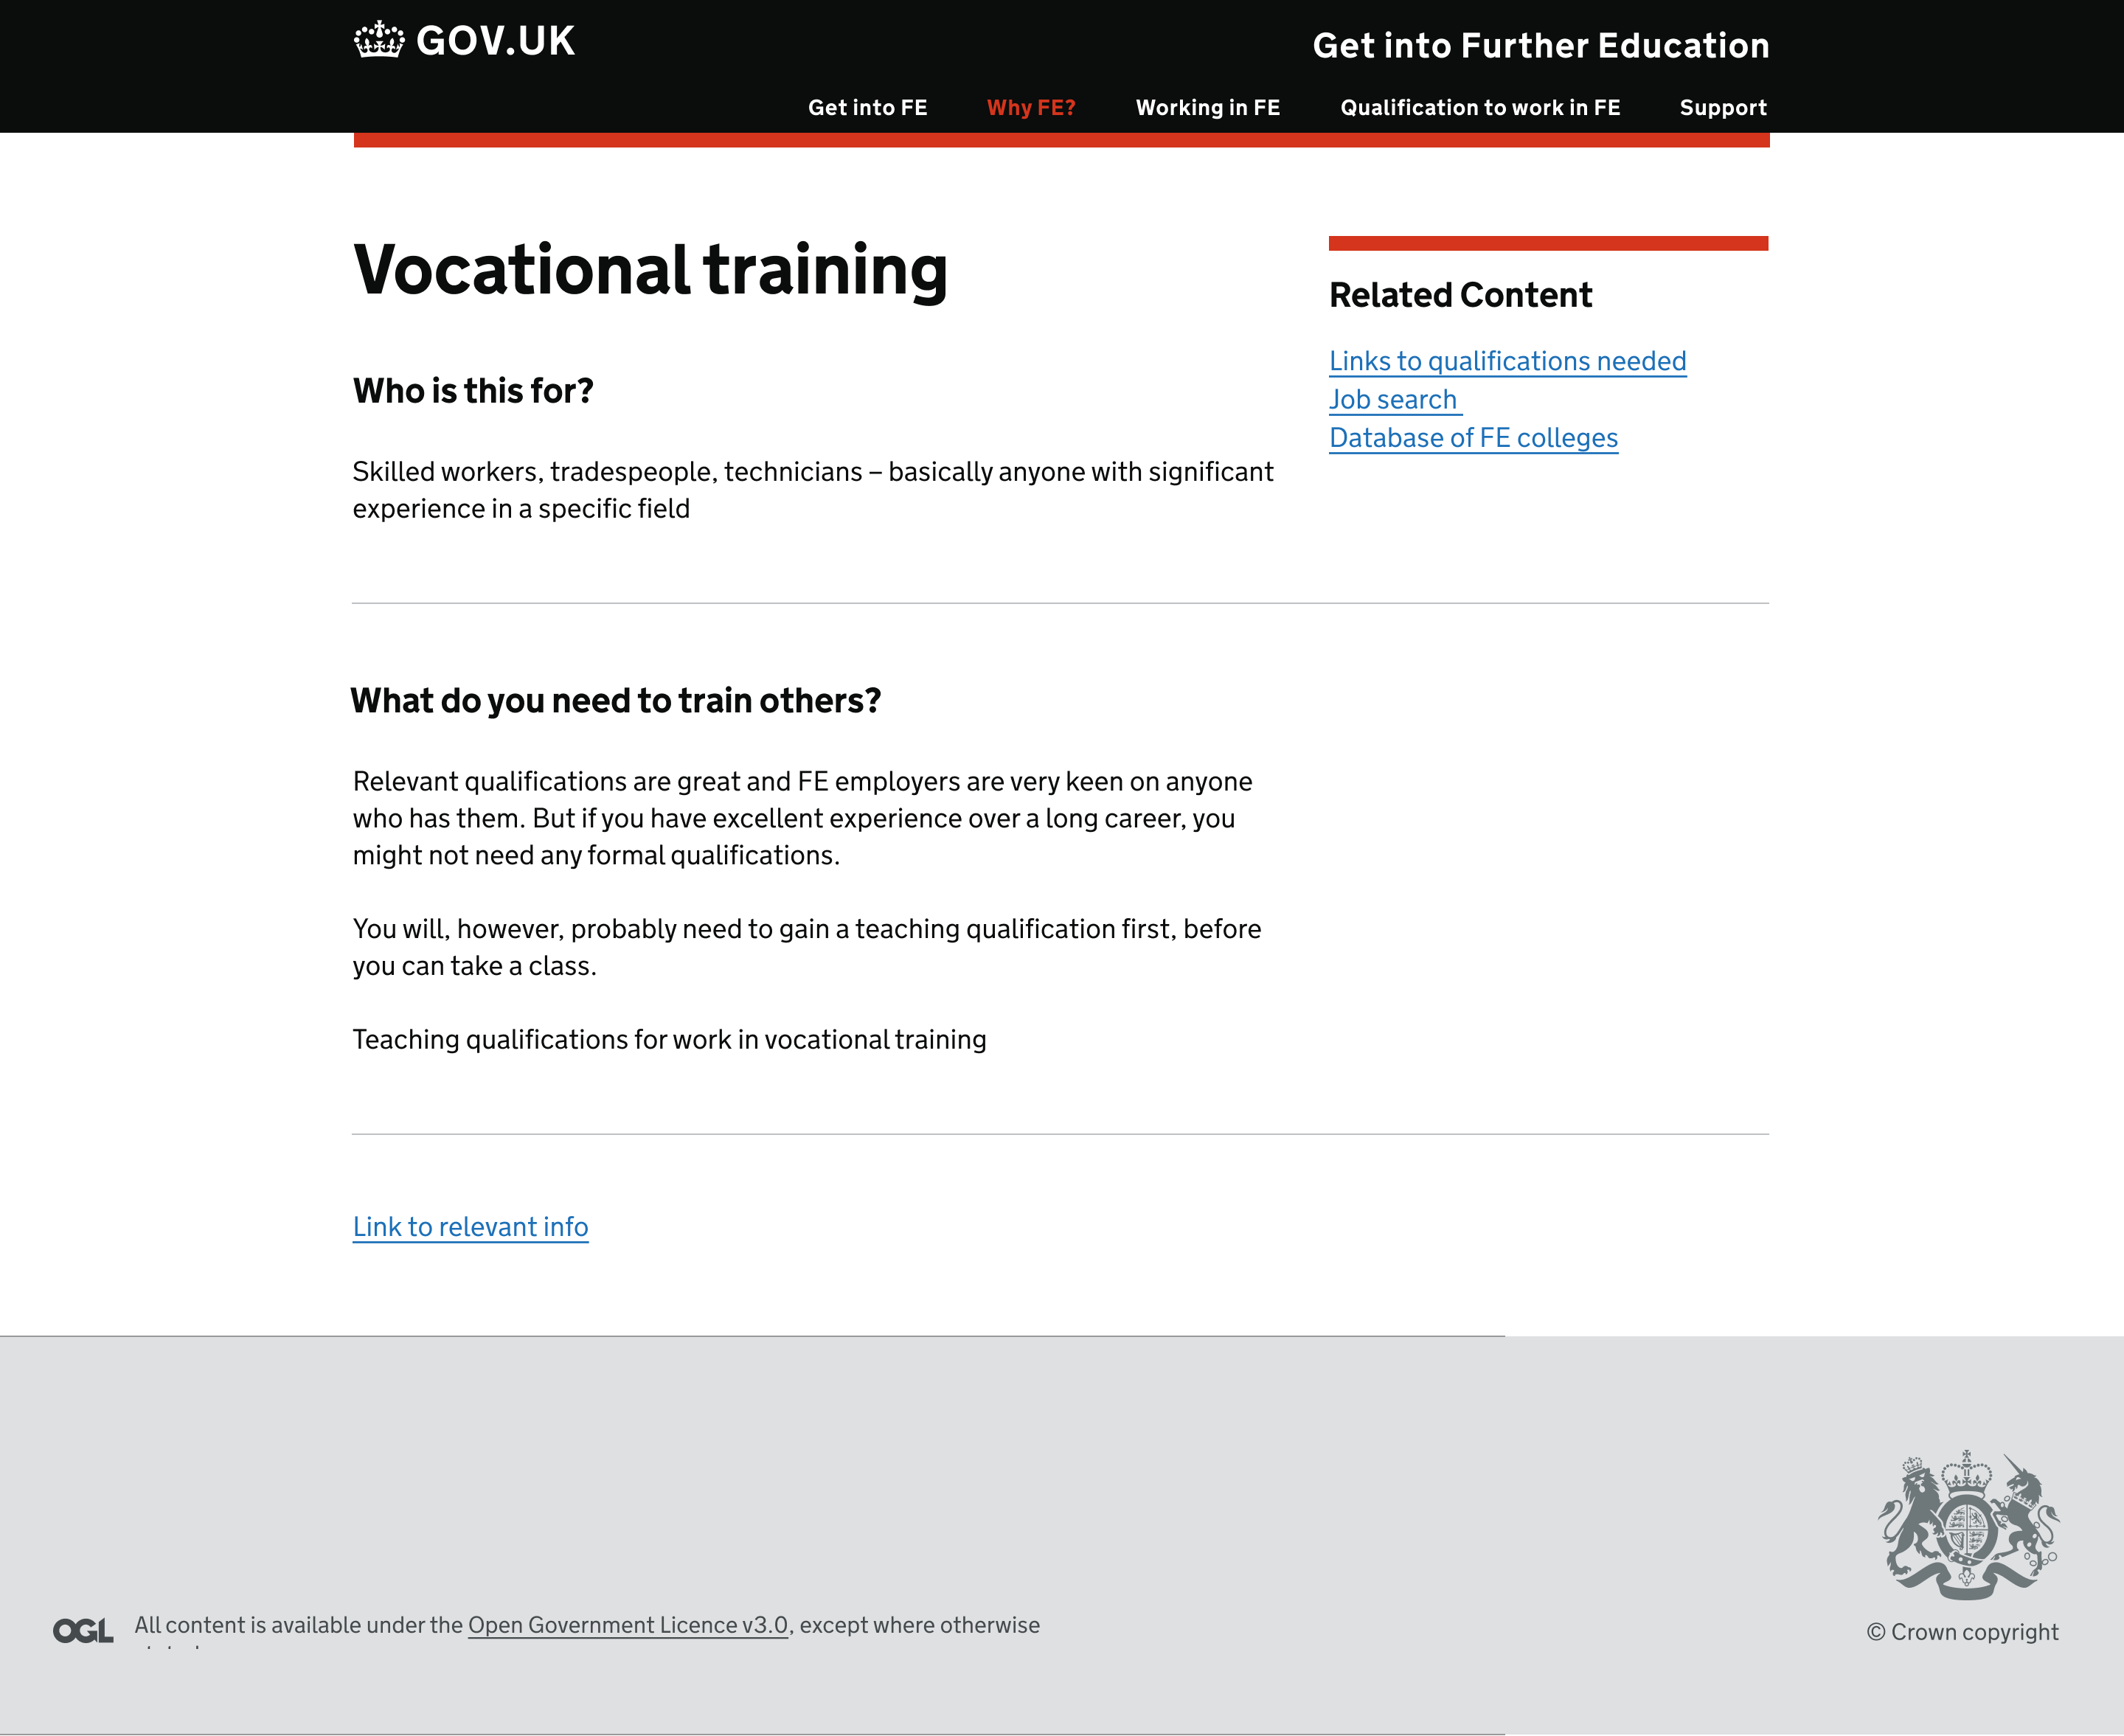 GOV.UK
Get into Further Education
Get into FE
Why FE?
Working in FE
Qualification to work in FE
Support
Vocational training
Who is this for?
Skilled workers, tradespeople, technicians – basically anyone with significant
experience in a specific field
Related Content
Links to qualifications needed
Job search
Database of FE colleges
What do you need to train others?
Relevant qualifications are great and FE employers are very keen on anyone
who has them. But if you have excellent experience over a long career, you
might not need any formal qualifications.
You will, however, probably need to gain a teaching qualification first, before
you can take a class.
Teaching qualifications for work in vocational training
Link to relevant info
OGL
All content is available under the Open Government Licence v3.0, except where otherwise
© Crown copyright